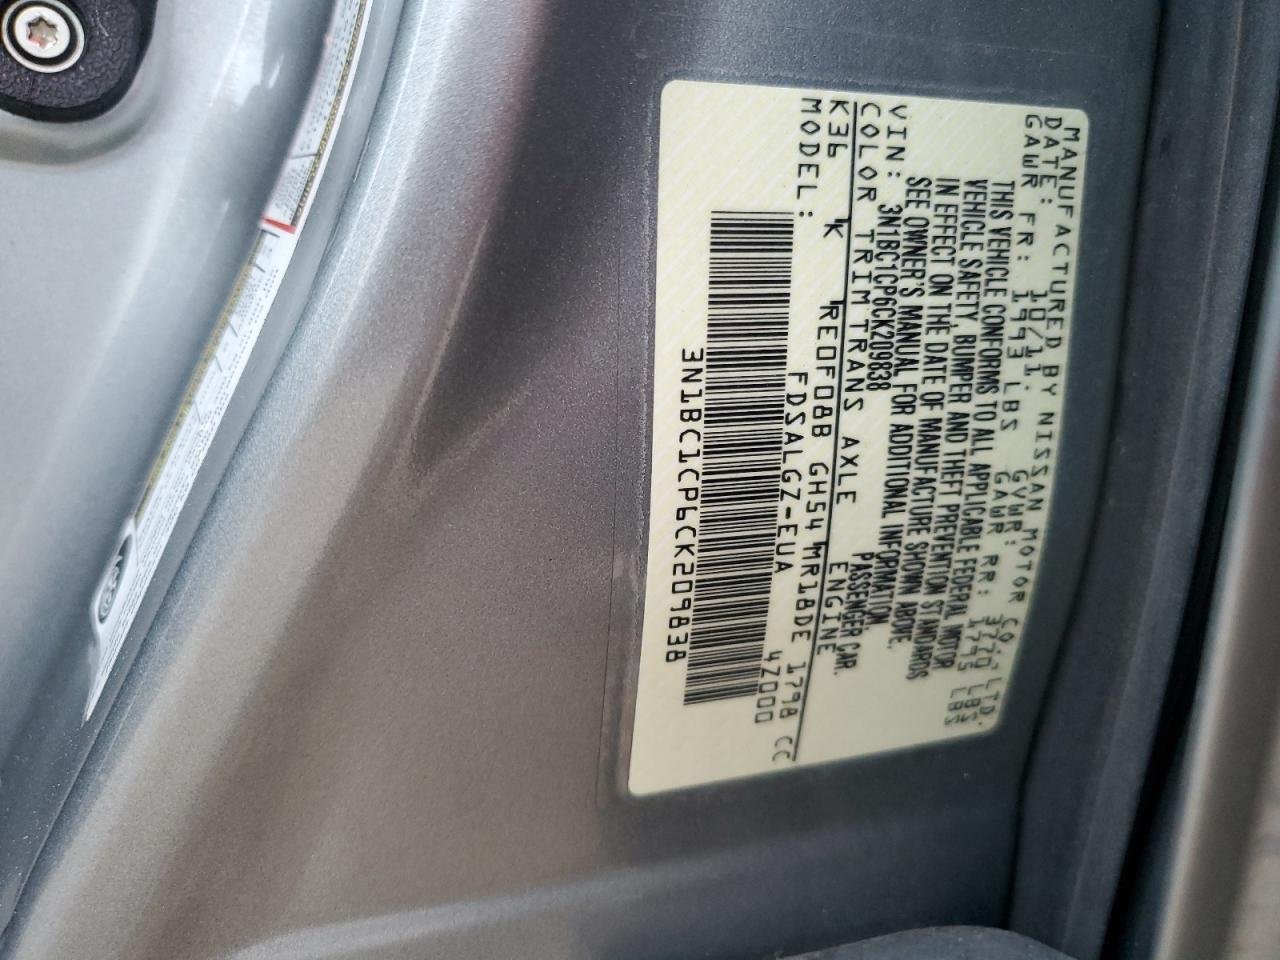 MANUFACTURED BY NISSAN MOTOR CO., LTD.
DATE: 10/11. GVWR: 3770 LBS
GAWR FR: 1993 LBS GAWR RR: 1795 LBS
THIS VEHICLE CONFORMS TO ALL APPLICABLE FEDERAL MOTOR
VEHICLE SAFETY, BUMPER AND THEFT PREVENTION STANDARDS
IN EFFECT ON THE DATE OF MANUFACTURE SHOWN ABOVE.
SEE OWNER'S MANUAL FOR ADDITIONAL INFORMATION.
VIN: 3N1BC1CP6CK209838 PASSENGER CAR.
COLOR TRIM TRANS AXLE ENGINE
K36 K RE0F08B GH54 MR18DE 1798 CC
MODEL: FDSALGZ-EUA 4Z000
3N1BC1CP6CK209838